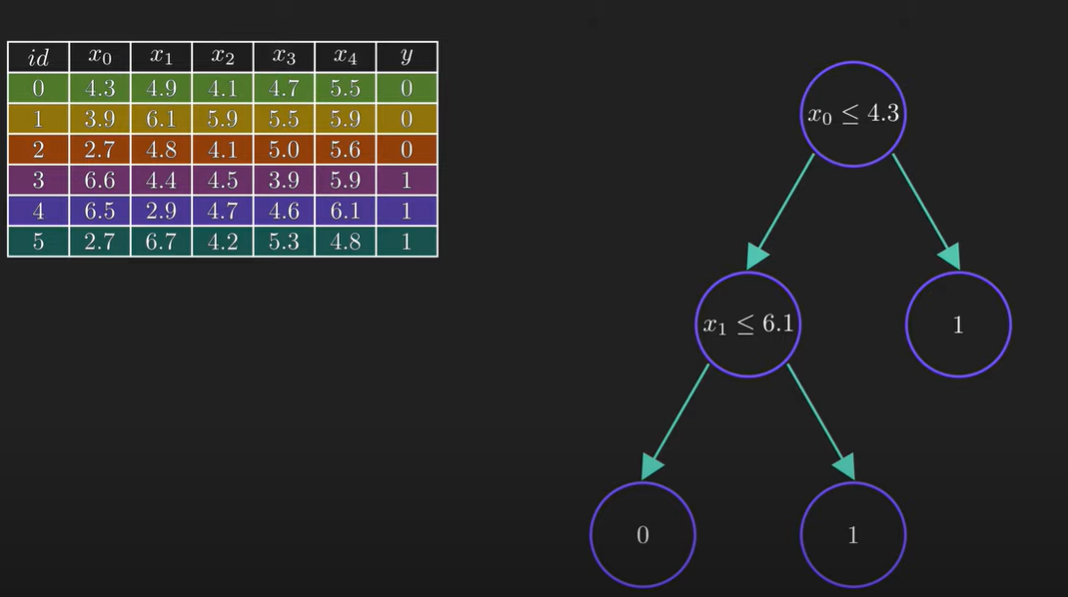 id x₀ x₁ x₂ x₃ x₄ y
0 4.3 4.9 4.1 4.7 5.5 0
1 3.9 6.1 5.9 5.5 5.9 0
2 2.7 4.8 4.1 5.0 5.6 0
3 6.6 4.4 4.5 3.9 5.9 1
4 6.5 2.9 4.7 4.6 6.1 1
5 2.7 6.7 4.2 5.3 4.8 1
x₀ ≤ 4.3
x₁ ≤ 6.1
1
0
1